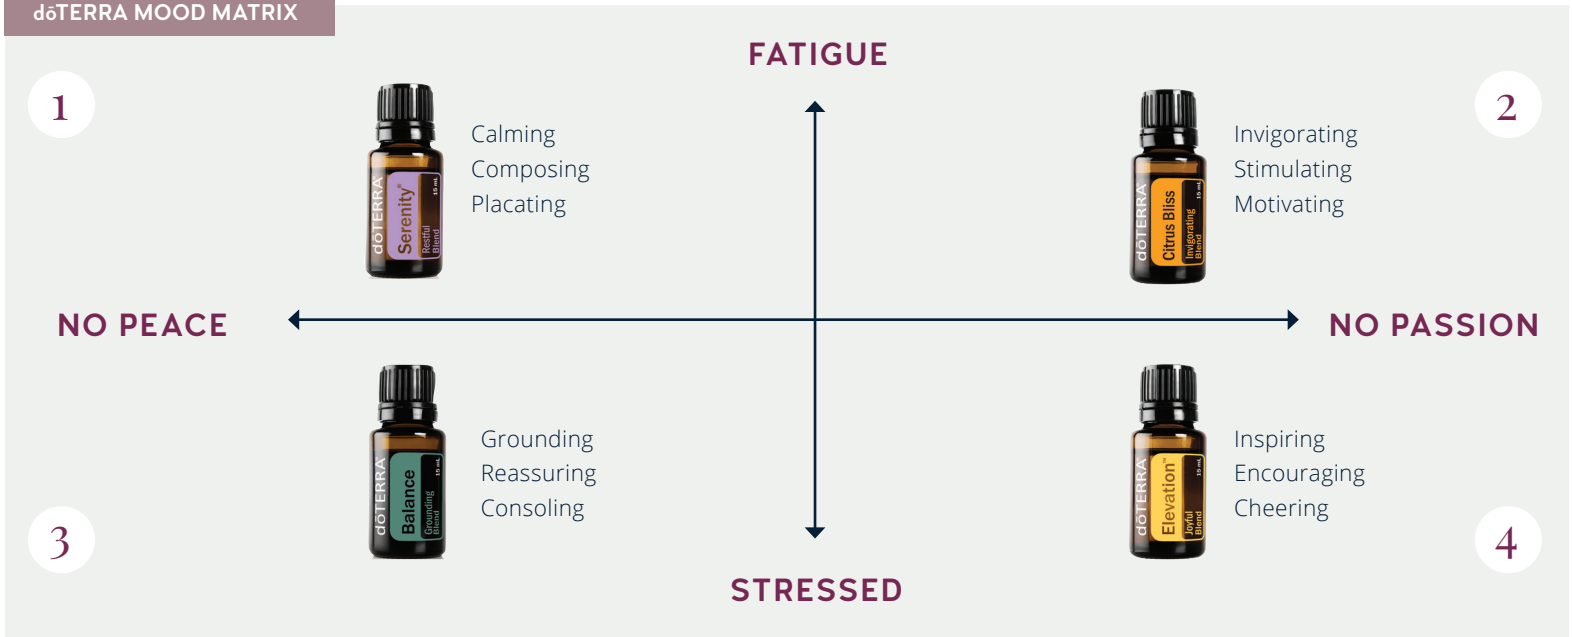 dōTERRA MOOD MATRIX
FATIGUE
1
dōTERRA
Serenity®
Restful
Blend
15 mL
Calming
Composing
Placating
2
dōTERRA
Citrus Bliss
Invigorating
Blend
15 mL
Invigorating
Stimulating
Motivating
NO PEACE
NO PASSION
3
dōTERRA
Balance
Grounding
Blend
15 mL
Grounding
Reassuring
Consoling
4
dōTERRA
Elevation™
Joyful
Blend
15 mL
Inspiring
Encouraging
Cheering
STRESSED